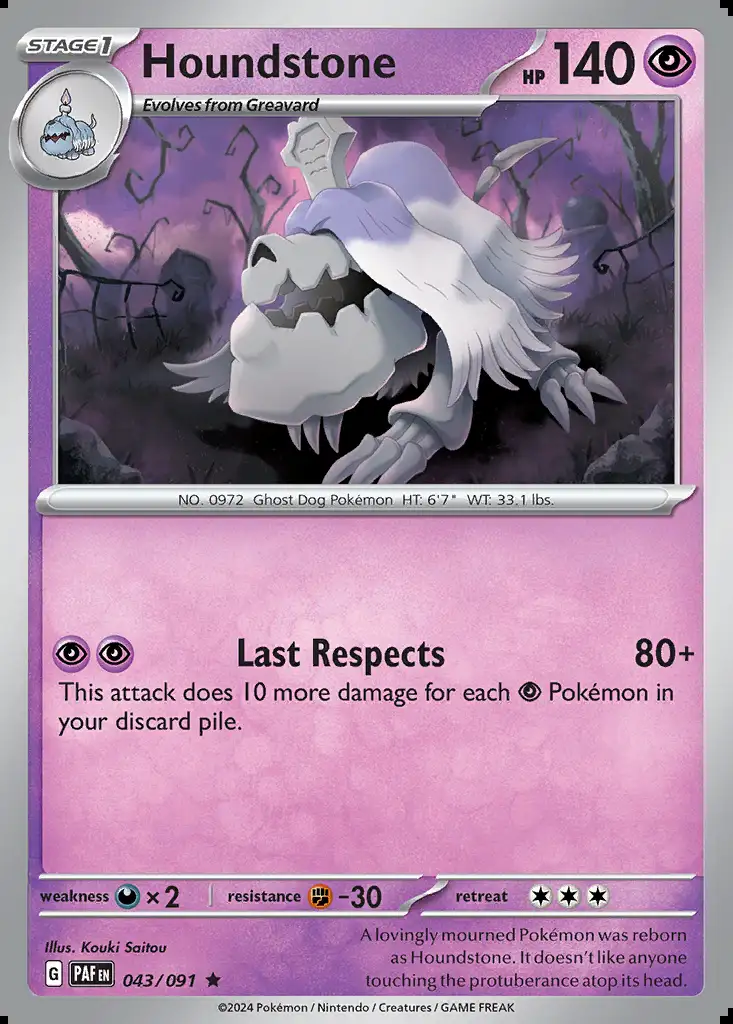 STAGE1
Houndstone
HP 140
Evolves from Greavard
NO. 0972 Ghost Dog Pokémon HT: 6'7" WT: 33.1 lbs.
Last Respects 80+
This attack does 10 more damage for each Pokémon in
your discard pile.
weakness ×2 resistance -30 retreat
Illus. Kouki Saitou
G PAF EN 043/091
A lovingly mourned Pokémon was reborn
as Houndstone. It doesn't like anyone
touching the protuberance atop its head.
©2024 Pokémon / Nintendo / Creatures / GAME FREAK